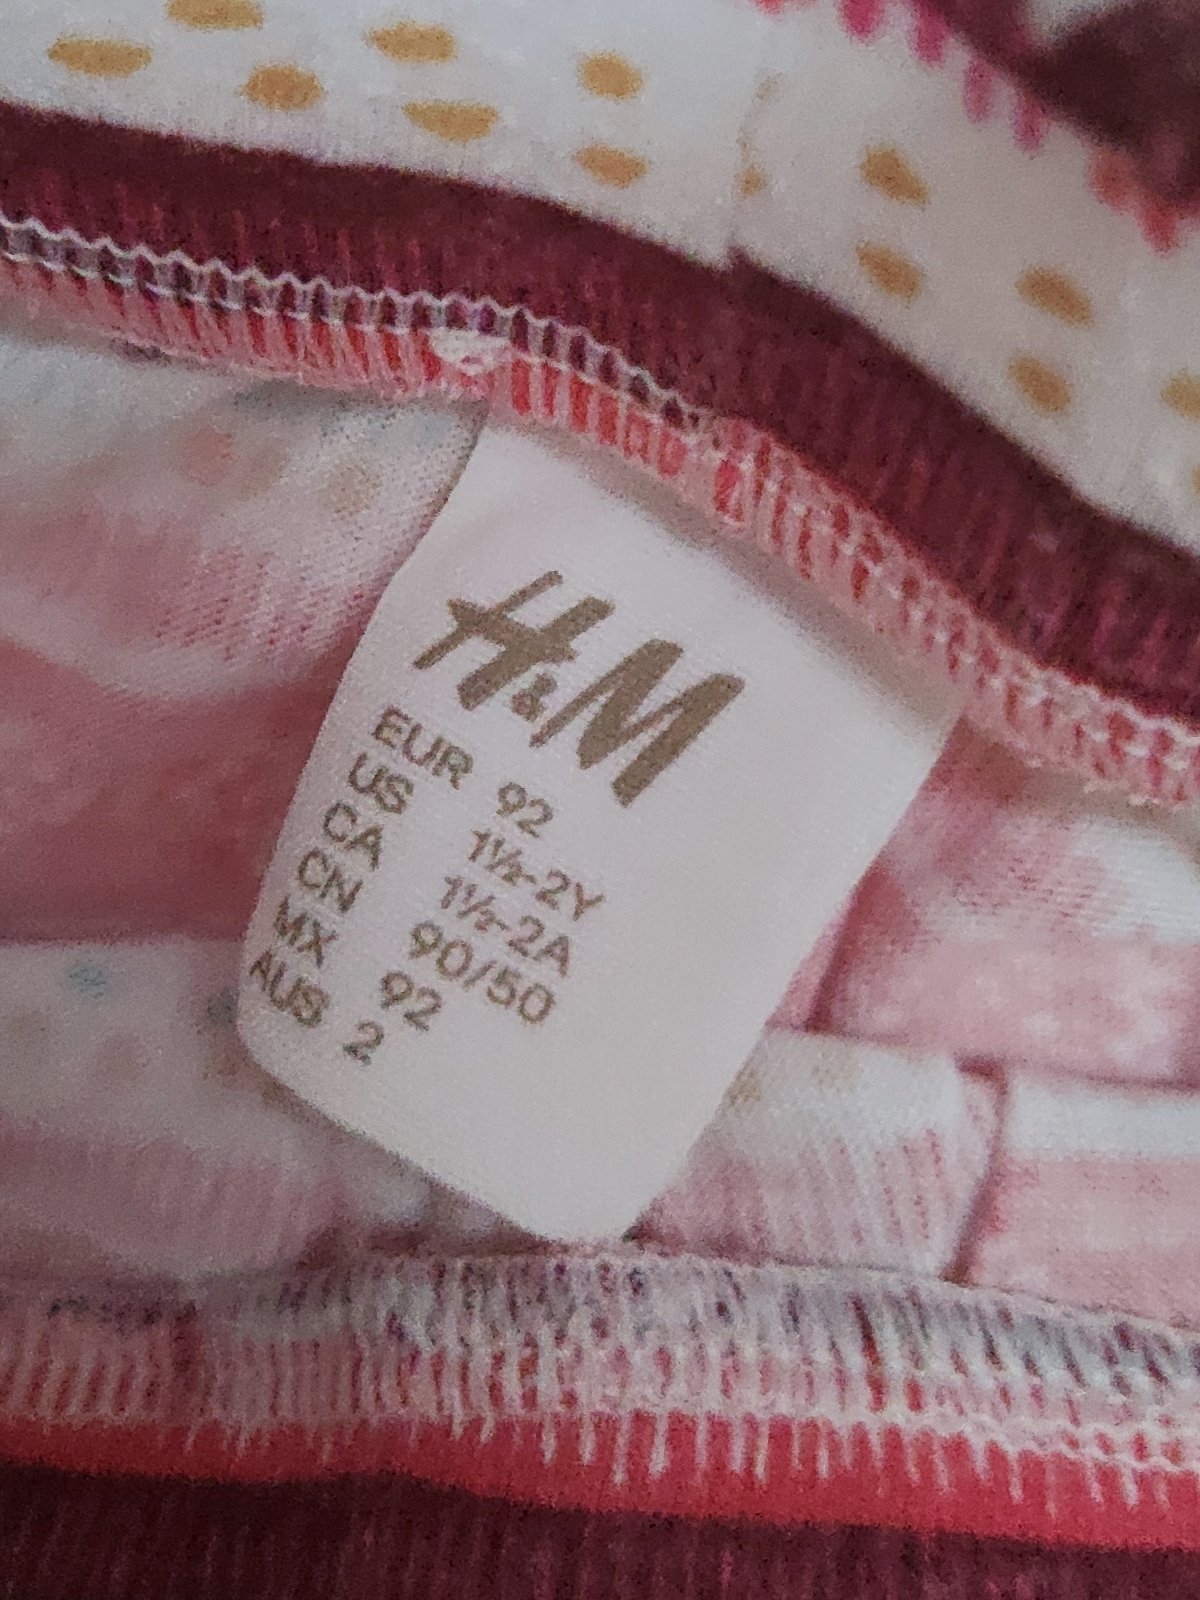 H&M
EUR 92
US 1½-2Y
CA 1½-2A
CN 90/50
MX 92
AUS 2